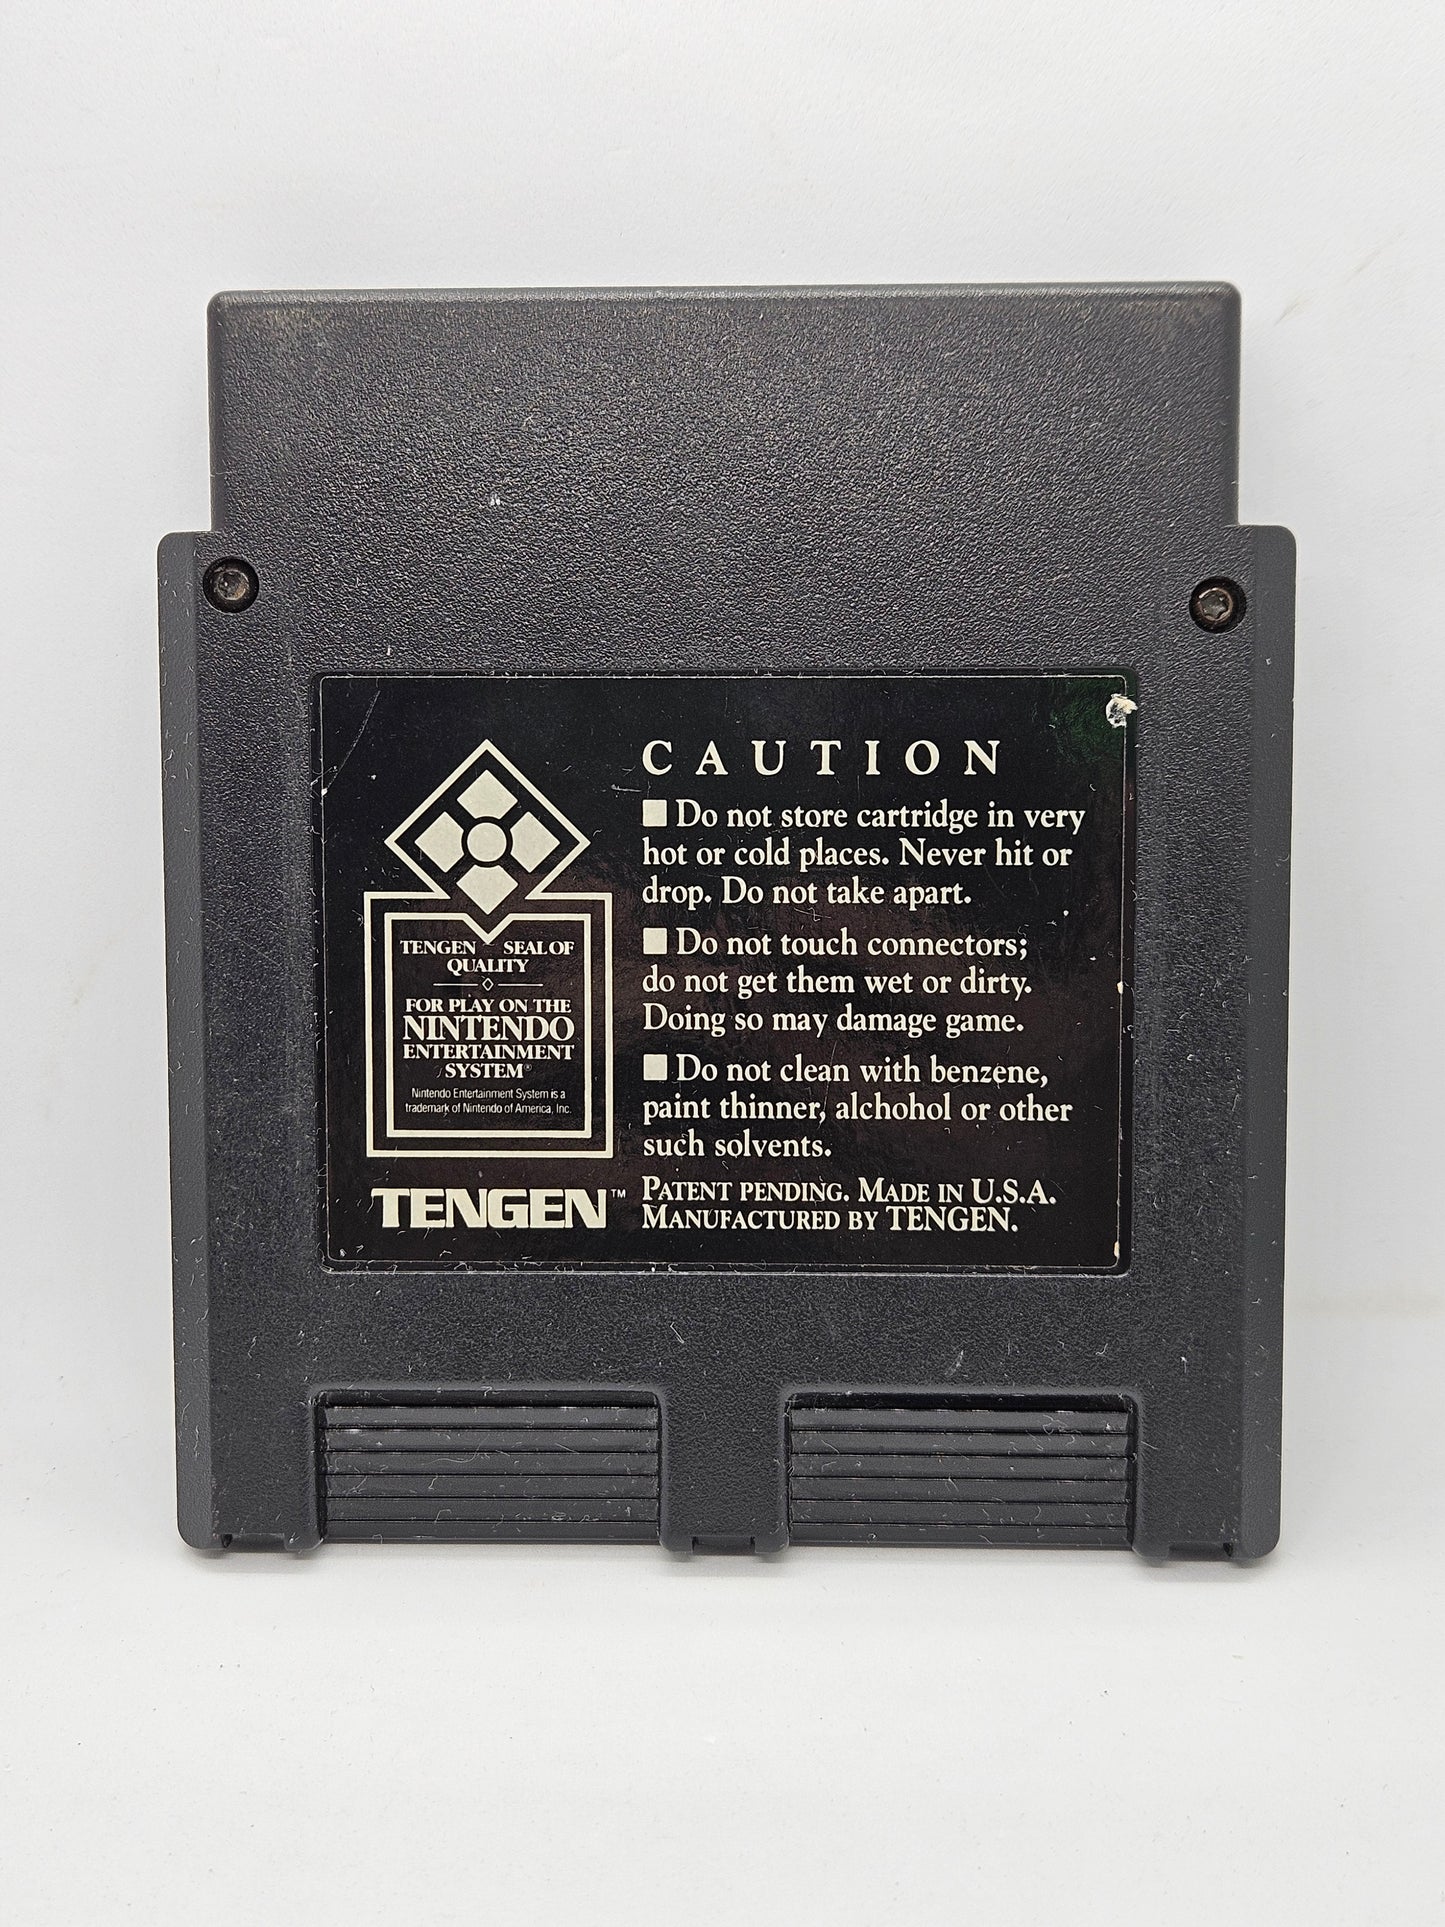 TENGEN SEAL OF
QUALITY
FOR PLAY ON THE
NINTENDO
ENTERTAINMENT
SYSTEM®
Nintendo Entertainment System is a
trademark of Nintendo of America, Inc.
TENGEN™
CAUTION
■ Do not store cartridge in very
hot or cold places. Never hit or
drop. Do not take apart.
■ Do not touch connectors;
do not get them wet or dirty.
Doing so may damage game.
■ Do not clean with benzene,
paint thinner, alchohol or other
such solvents.
PATENT PENDING. MADE IN U.S.A.
MANUFACTURED BY TENGEN.